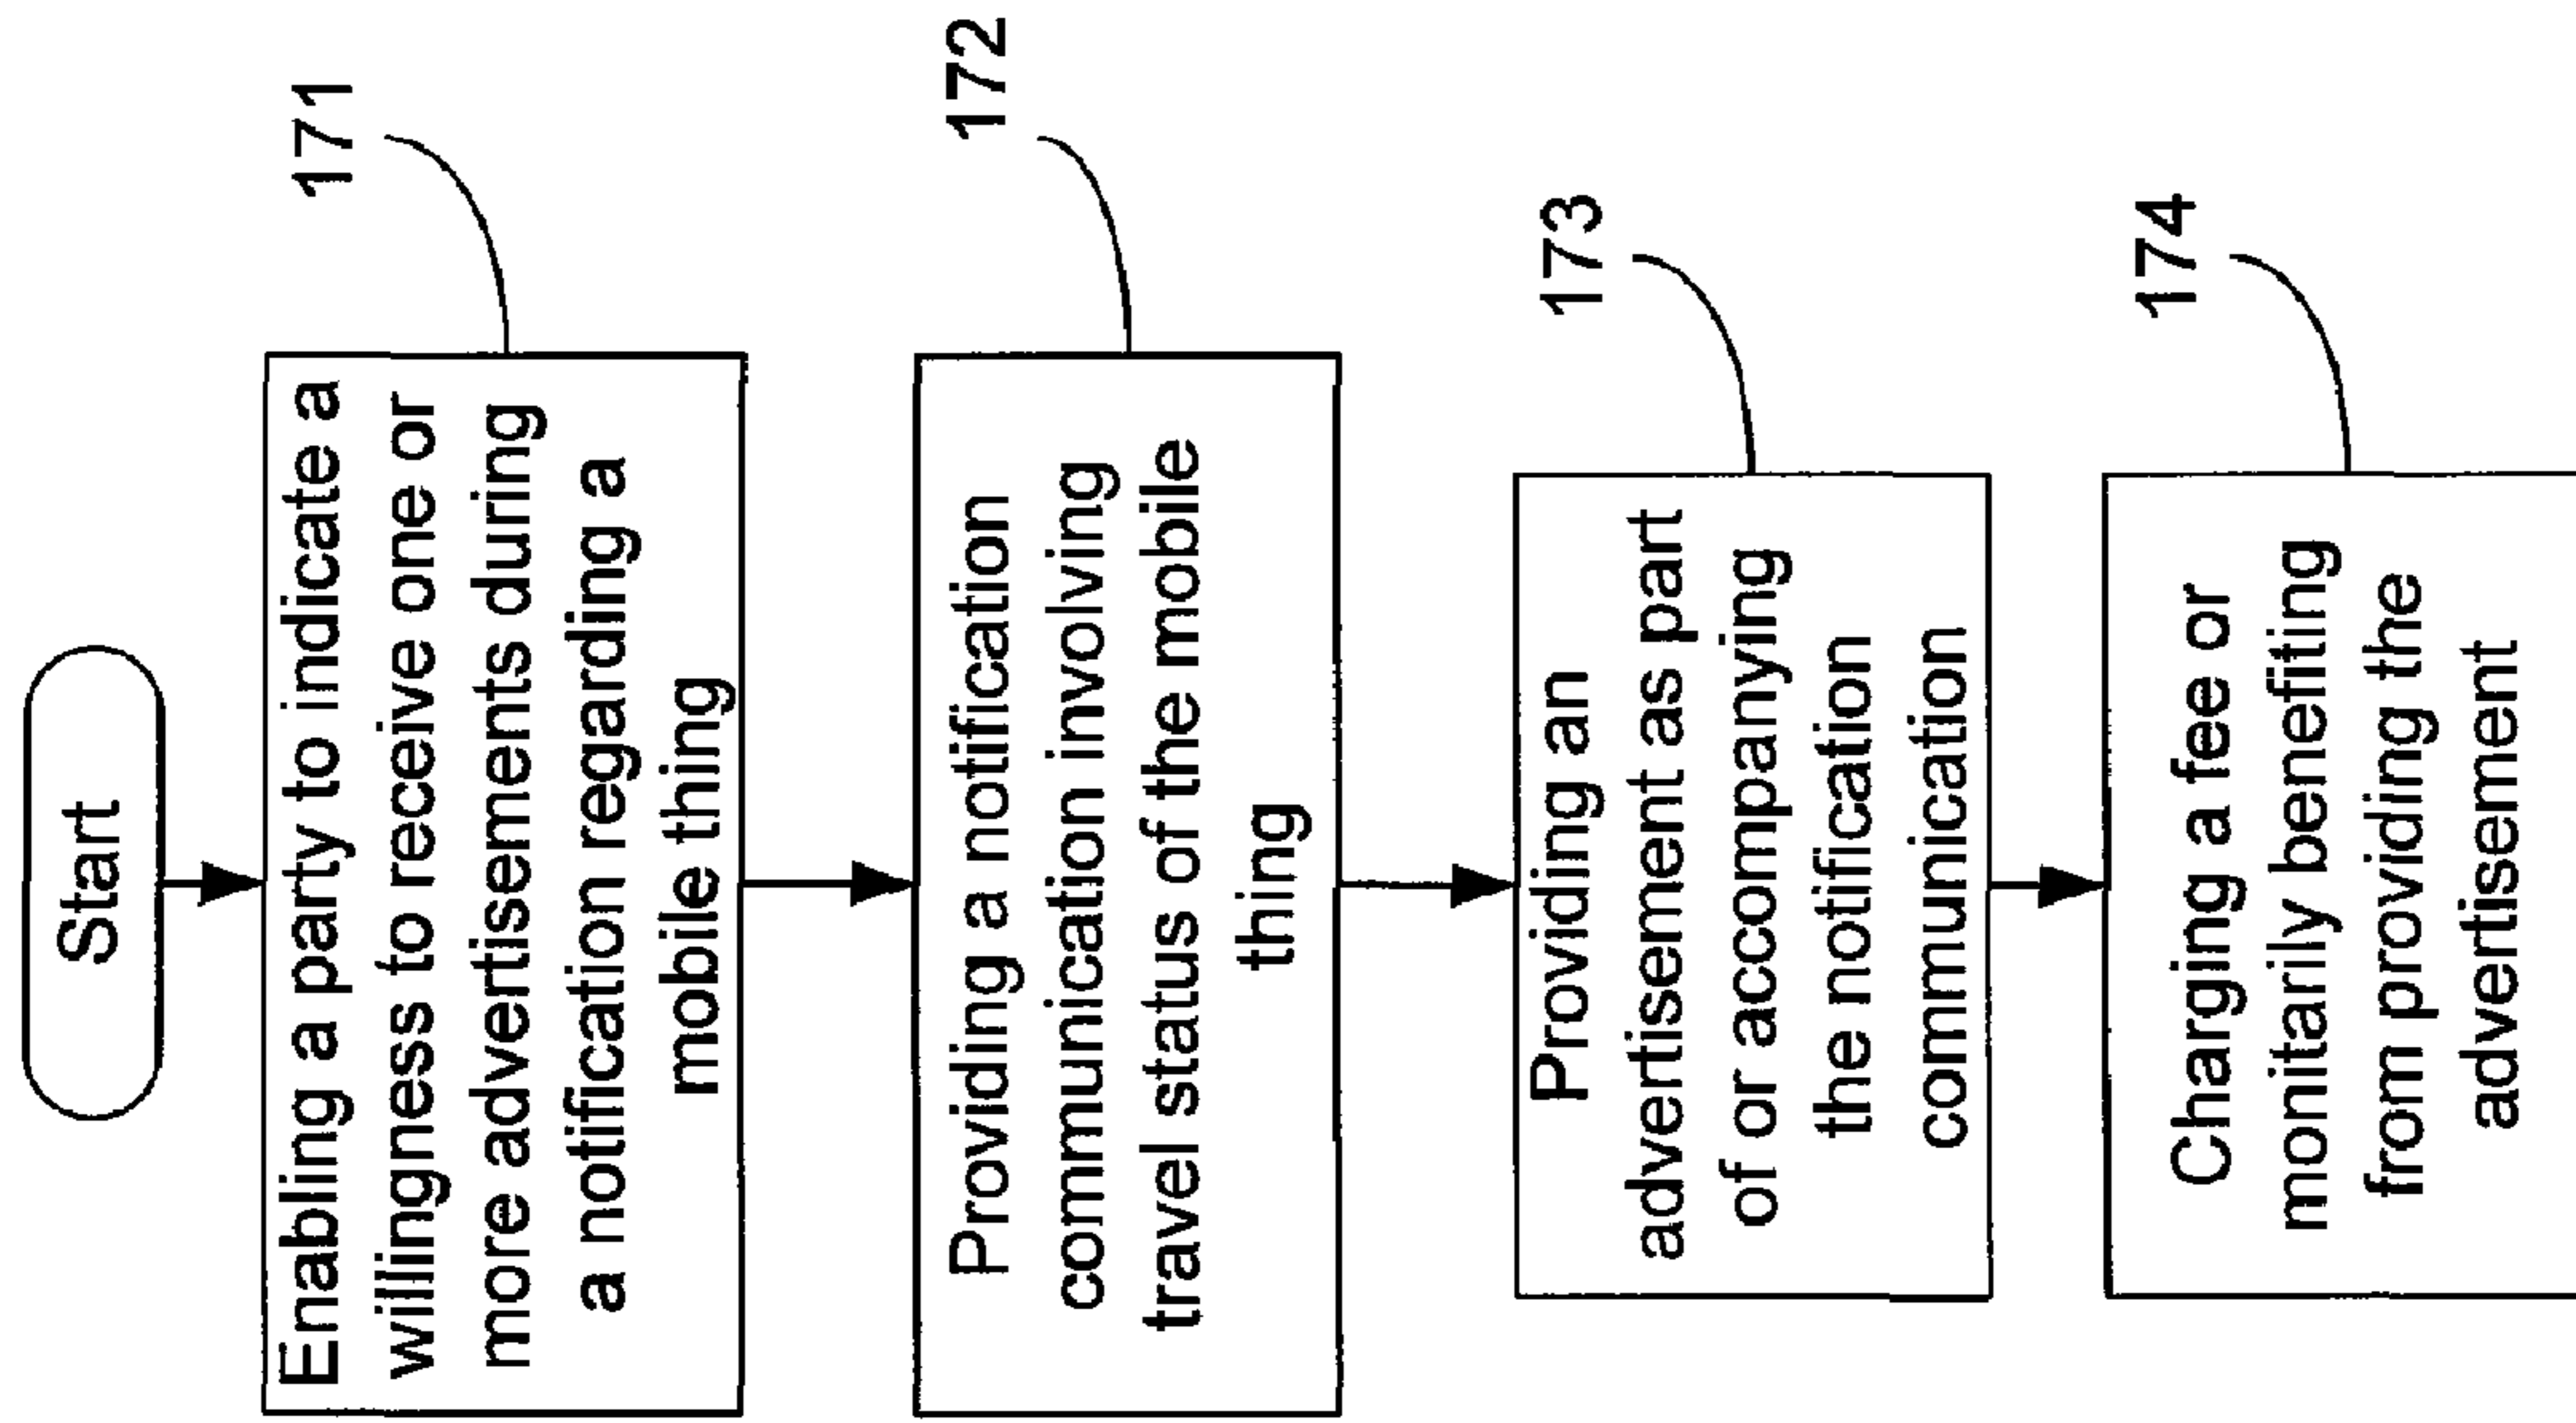 Start
Enabling a party to indicate a
willingness to receive one or
more advertisements during
a notification regarding a
mobile thing
171
Providing a notification
communication involving
travel status of the mobile
thing
172
Providing an
advertisement as part
of or accompanying
the notification
communication
173
Charging a fee or
monitarily benefiting
from providing the
advertisement
174